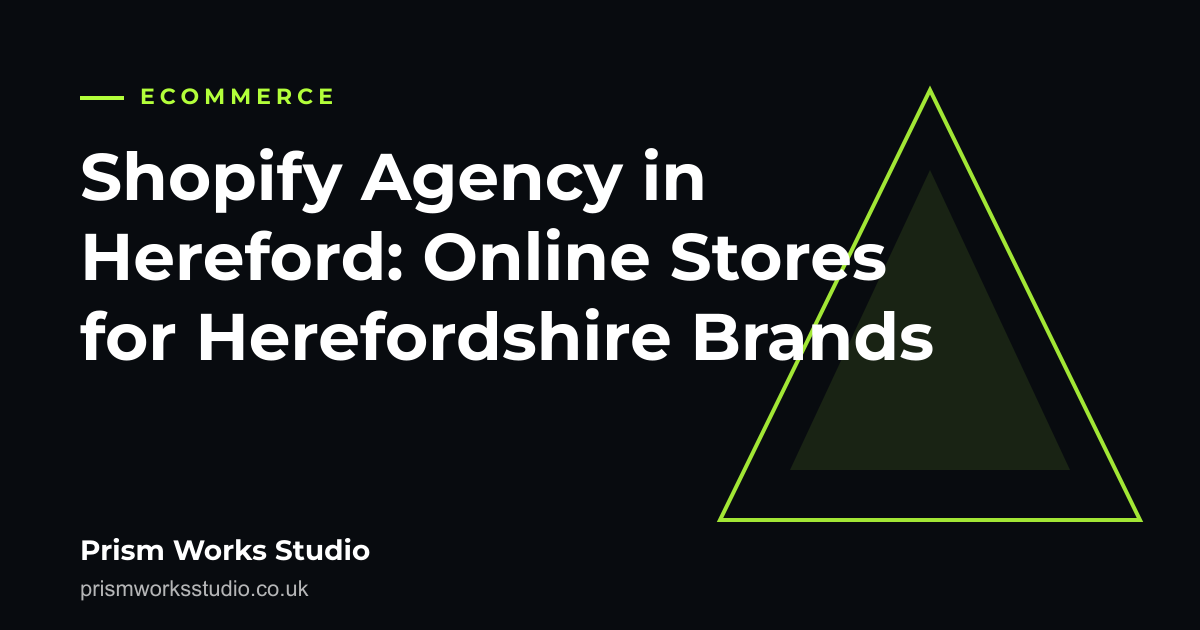 ECOMMERCE
Shopify Agency in
Hereford: Online Stores
for Herefordshire Brands
Prism Works Studio
prismworksstudio.co.uk